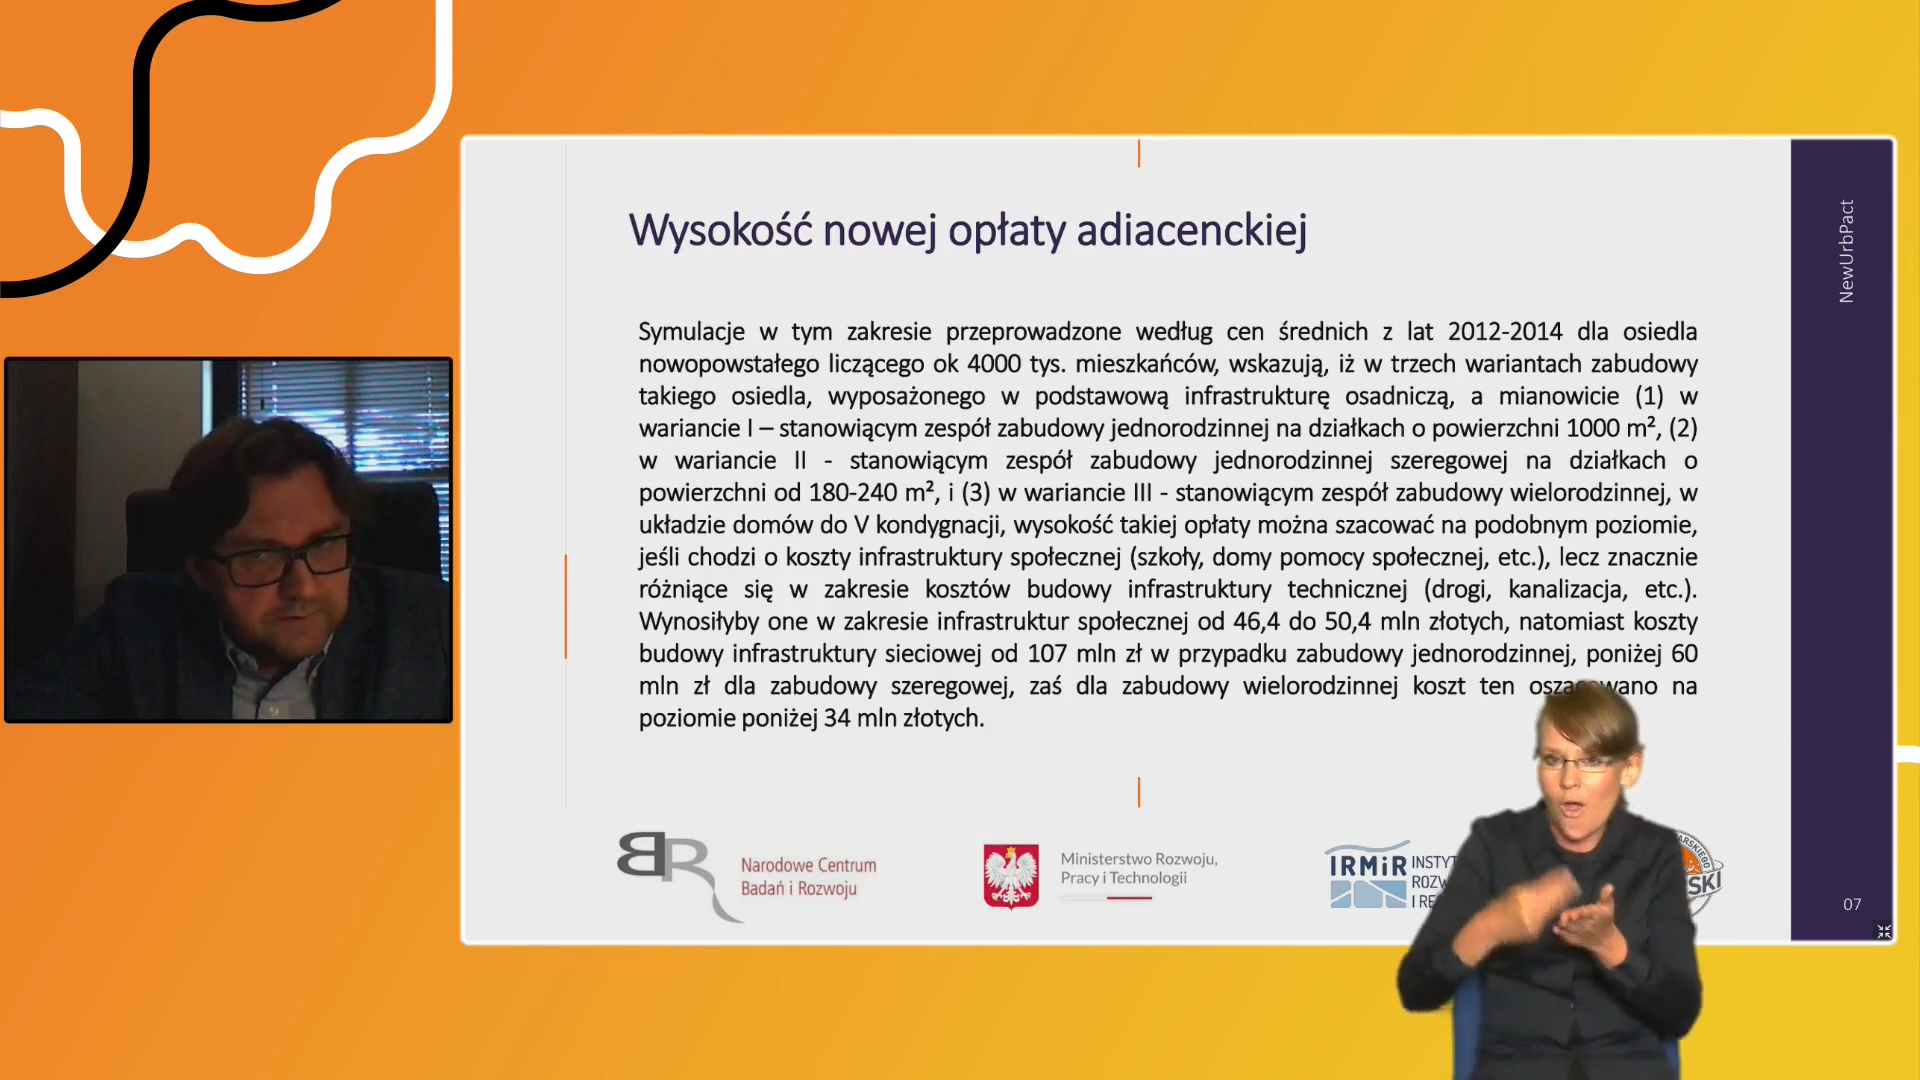 Wysokość nowej opłaty adiacenckiej
Symulacje w tym zakresie przeprowadzone według cen średnich z lat 2012-2014 dla osiedla
nowopowstałego liczącego ok 4000 tys. mieszkańców, wskazują, iż w trzech wariantach zabudowy
takiego osiedla, wyposażonego w podstawową infrastrukturę osadniczą, a mianowicie (1) w
wariancie I – stanowiącym zespół zabudowy jednorodzinnej na działkach o powierzchni 1000 m², (2)
w wariancie II - stanowiącym zespół zabudowy jednorodzinnej szeregowej na działkach o
powierzchni od 180-240 m², i (3) w wariancie III - stanowiącym zespół zabudowy wielorodzinnej, w
układzie domów do V kondygnacji, wysokość takiej opłaty można szacować na podobnym poziomie,
jeśli chodzi o koszty infrastruktury społecznej (szkoły, domy pomocy społecznej, etc.), lecz znacznie
różniące się w zakresie kosztów budowy infrastruktury technicznej (drogi, kanalizacja, etc.).
Wynosiłyby one w zakresie infrastruktur społecznej od 46,4 do 50,4 mln złotych, natomiast koszty
budowy infrastruktury sieciowej od 107 mln zł w przypadku zabudowy jednorodzinnej, poniżej 60
mln zł dla zabudowy szeregowej, zaś dla zabudowy wielorodzinnej koszt ten oszacowano na
poziomie poniżej 34 mln złotych.
NewUrbPact
BR
Narodowe Centrum
Badań i Rozwoju
Ministerstwo Rozwoju,
Pracy i Technologii
IRMiR
07